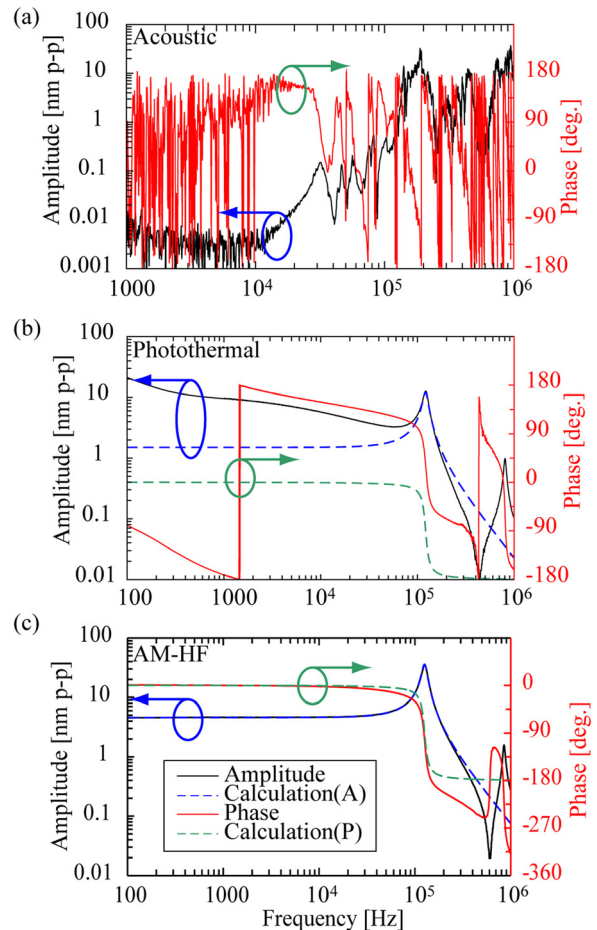 (a)
Acoustic
Amplitude [nm p-p]
100
10
1
0.1
0.01
0.001
180
90
0
-90
-180
Phase [deg.]
1000
10⁴
10⁵
10⁶
(b)
Photothermal
Amplitude [nm p-p]
100
10
1
0.1
0.01
180
90
0
-90
-180
Phase [deg.]
100
1000
10⁴
10⁵
10⁶
(c)
AM-HF
Amplitude [nm p-p]
100
10
1
0.1
0.01
0
-90
-180
-270
-360
Phase [deg.]
Amplitude
Calculation(A)
Phase
Calculation(P)
100
1000
10⁴
10⁵
10⁶
Frequency [Hz]